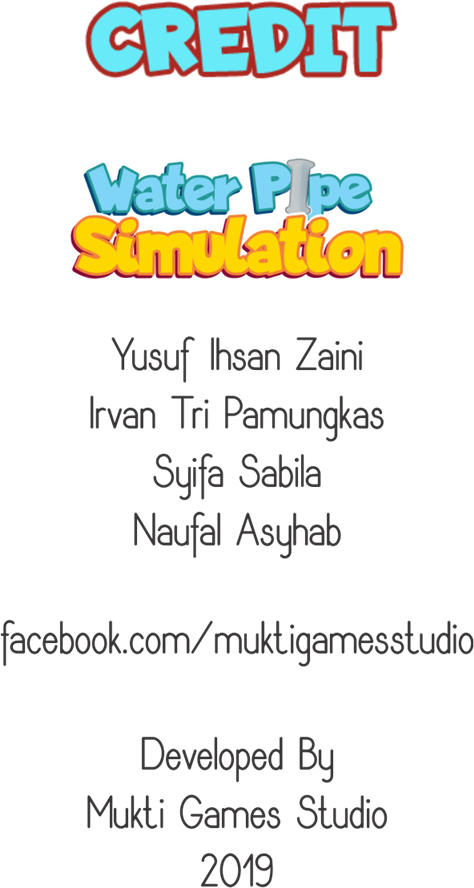 CREDIT
Water Pipe
Simulation
Yusuf Ihsan Zaini
Irvan Tri Pamungkas
Syifa Sabila
Naufal Asyhab
facebook.com/muktigamesstudio
Developed By
Mukti Games Studio
2019